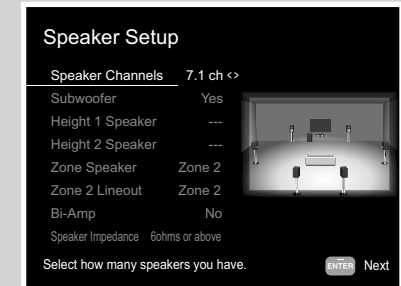 Speaker Setup
Speaker Channels 7.1 ch <>
Subwoofer Yes
Height 1 Speaker ---
Height 2 Speaker ---
Zone Speaker Zone 2
Zone 2 Lineout Zone 2
Bi-Amp No
Speaker Impedance 6ohms or above
Select how many speakers you have. ENTER Next